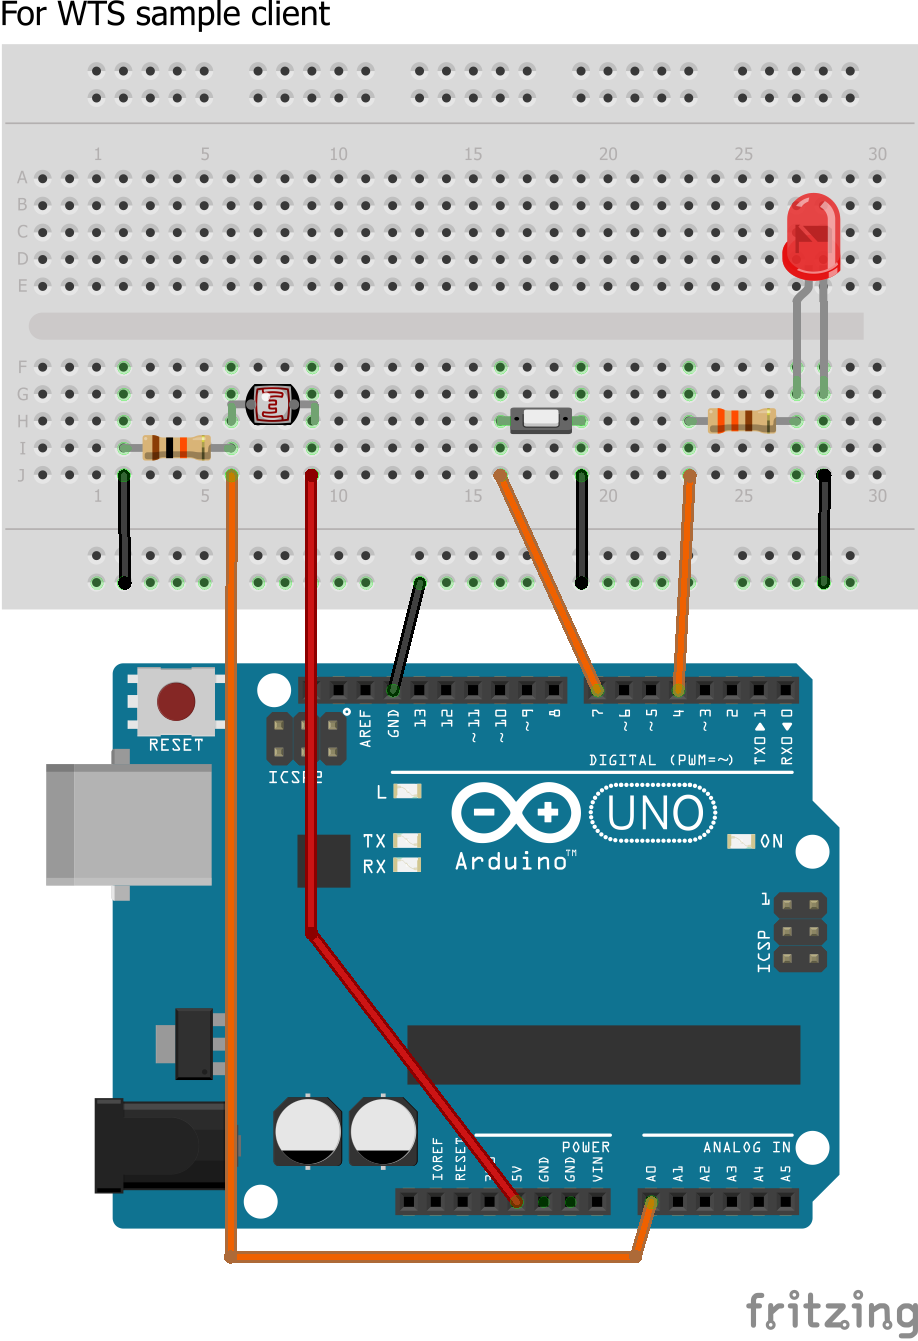 For WTS sample client
1 5 10 15 20 25 30
A
B
C
D
E
F
G
H
I
J
1 5 10 15 20 25 30
RESET
ICSP2
AREF
GND
13
12
~11
~10
~9
8
7
~6
~5
4
~3
2
TX0▶1
RX0◀0
DIGITAL (PWM=~)
L
TX
RX
Arduino™
UNO
ON
1
ICSP
IOREF
RESET
5V
GND
GND
VIN
POWER
ANALOG IN
A0
A1
A2
A3
A4
A5
fritzing